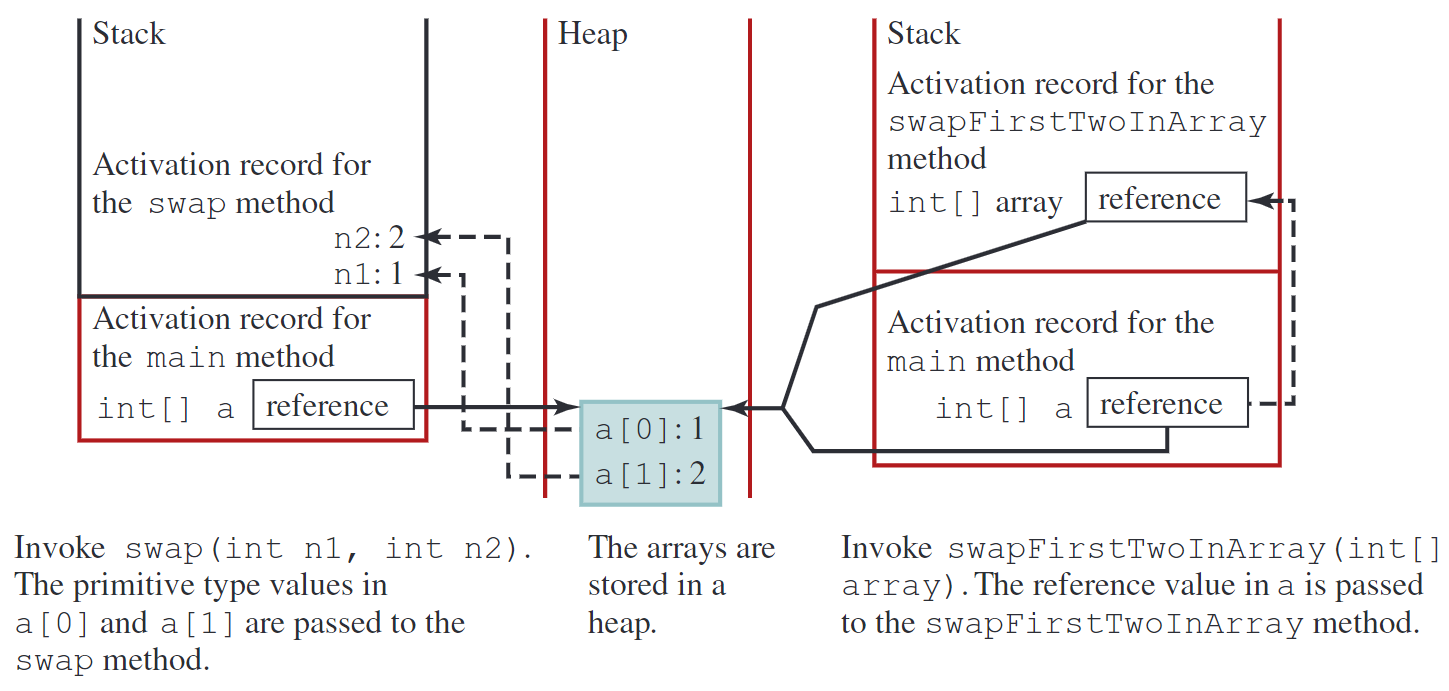 Stack
Activation record for
the swap method
n2: 2
n1: 1
Activation record for
the main method
int[] a reference
Heap
a[0]: 1
a[1]: 2
Stack
Activation record for the
swapFirstTwoInArray
method
int[] array reference
Activation record for the
main method
int[] a reference
Invoke swap(int n1, int n2).
The primitive type values in
a[0] and a[1] are passed to the
swap method.
The arrays are
stored in a
heap.
Invoke swapFirstTwoInArray(int[]
array). The reference value in a is passed
to the swapFirstTwoInArray method.